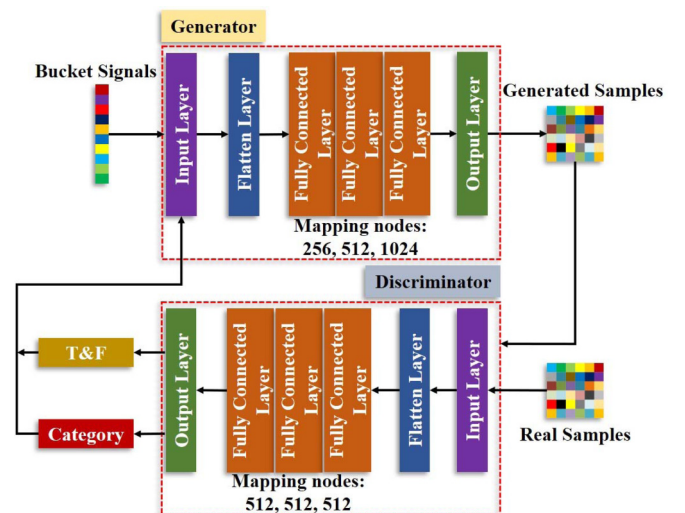 Generator
Bucket Signals
Generated Samples
Input Layer
Flatten Layer
Fully Connected
Layer
Fully Connected
Layer
Fully Connected
Layer
Output Layer
Mapping nodes:
256, 512, 1024
Discriminator
T&F
Category
Output Layer
Fully Connected
Layer
Fully Connected
Layer
Fully Connected
Layer
Flatten Layer
Input Layer
Real Samples
Mapping nodes:
512, 512, 512